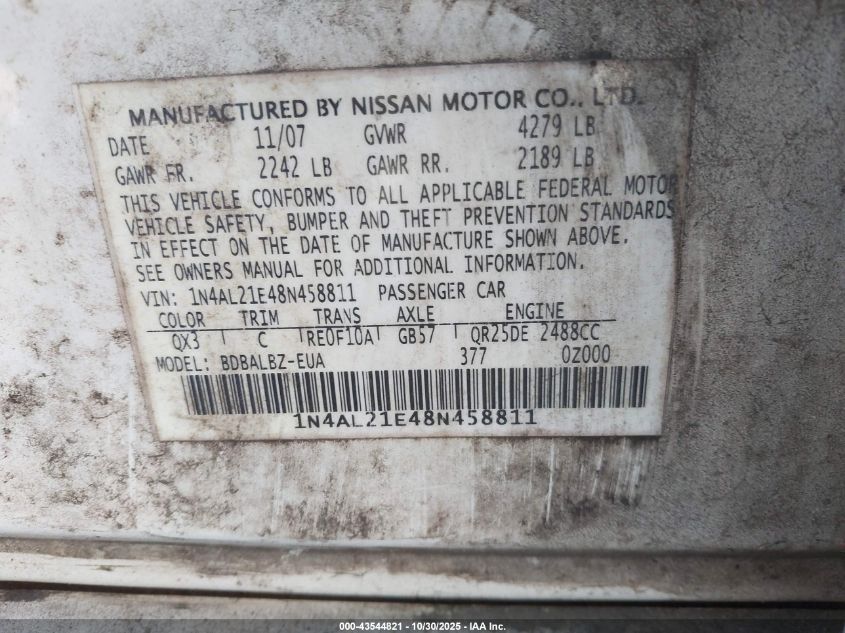 MANUFACTURED BY NISSAN MOTOR CO., LTD.
DATE 11/07 GVWR 4279 LB
GAWR FR. 2242 LB GAWR RR. 2189 LB
THIS VEHICLE CONFORMS TO ALL APPLICABLE FEDERAL MOTOR
VEHICLE SAFETY, BUMPER AND THEFT PREVENTION STANDARDS
IN EFFECT ON THE DATE OF MANUFACTURE SHOWN ABOVE.
SEE OWNERS MANUAL FOR ADDITIONAL INFORMATION.
VIN: 1N4AL21E48N458811 PASSENGER CAR
COLOR TRIM TRANS AXLE ENGINE
QX3 C RE0F10A GB57 QR25DE 2488CC
MODEL: BDBALBZ-EUA 377 0Z000
1N4AL21E48N458811
000-43544821 - 10/30/2025 - IAA Inc.